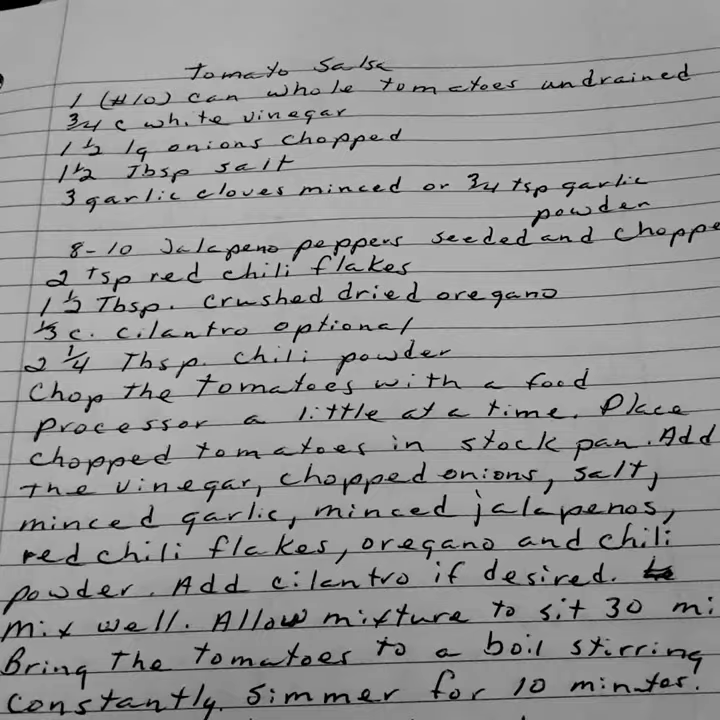 Tomato Salsa
1 (#10) can whole tomatoes undrained
3/4 c white vinegar
1 1/2 lg onions chopped
1 1/2 Tbsp salt
3 garlic cloves minced or 3/4 tsp garlic
powder
8-10 Jalapeno peppers seeded and choppe
2 tsp red chili flakes
1 1/2 Tbsp. crushed dried oregano
1/3 c. cilantro optional
2 1/4 Tbsp. chili powder
Chop the tomatoes with a food
processor a little at a time. Place
chopped tomatoes in stock pan. Add
the vinegar, chopped onions, salt,
minced garlic, minced jalapenos,
red chili flakes, oregano and chili
powder. Add cilantro if desired.
Mix well. Allow mixture to sit 30 mi
Bring the tomatoes to a boil stirring
constantly. Simmer for 10 minutes.